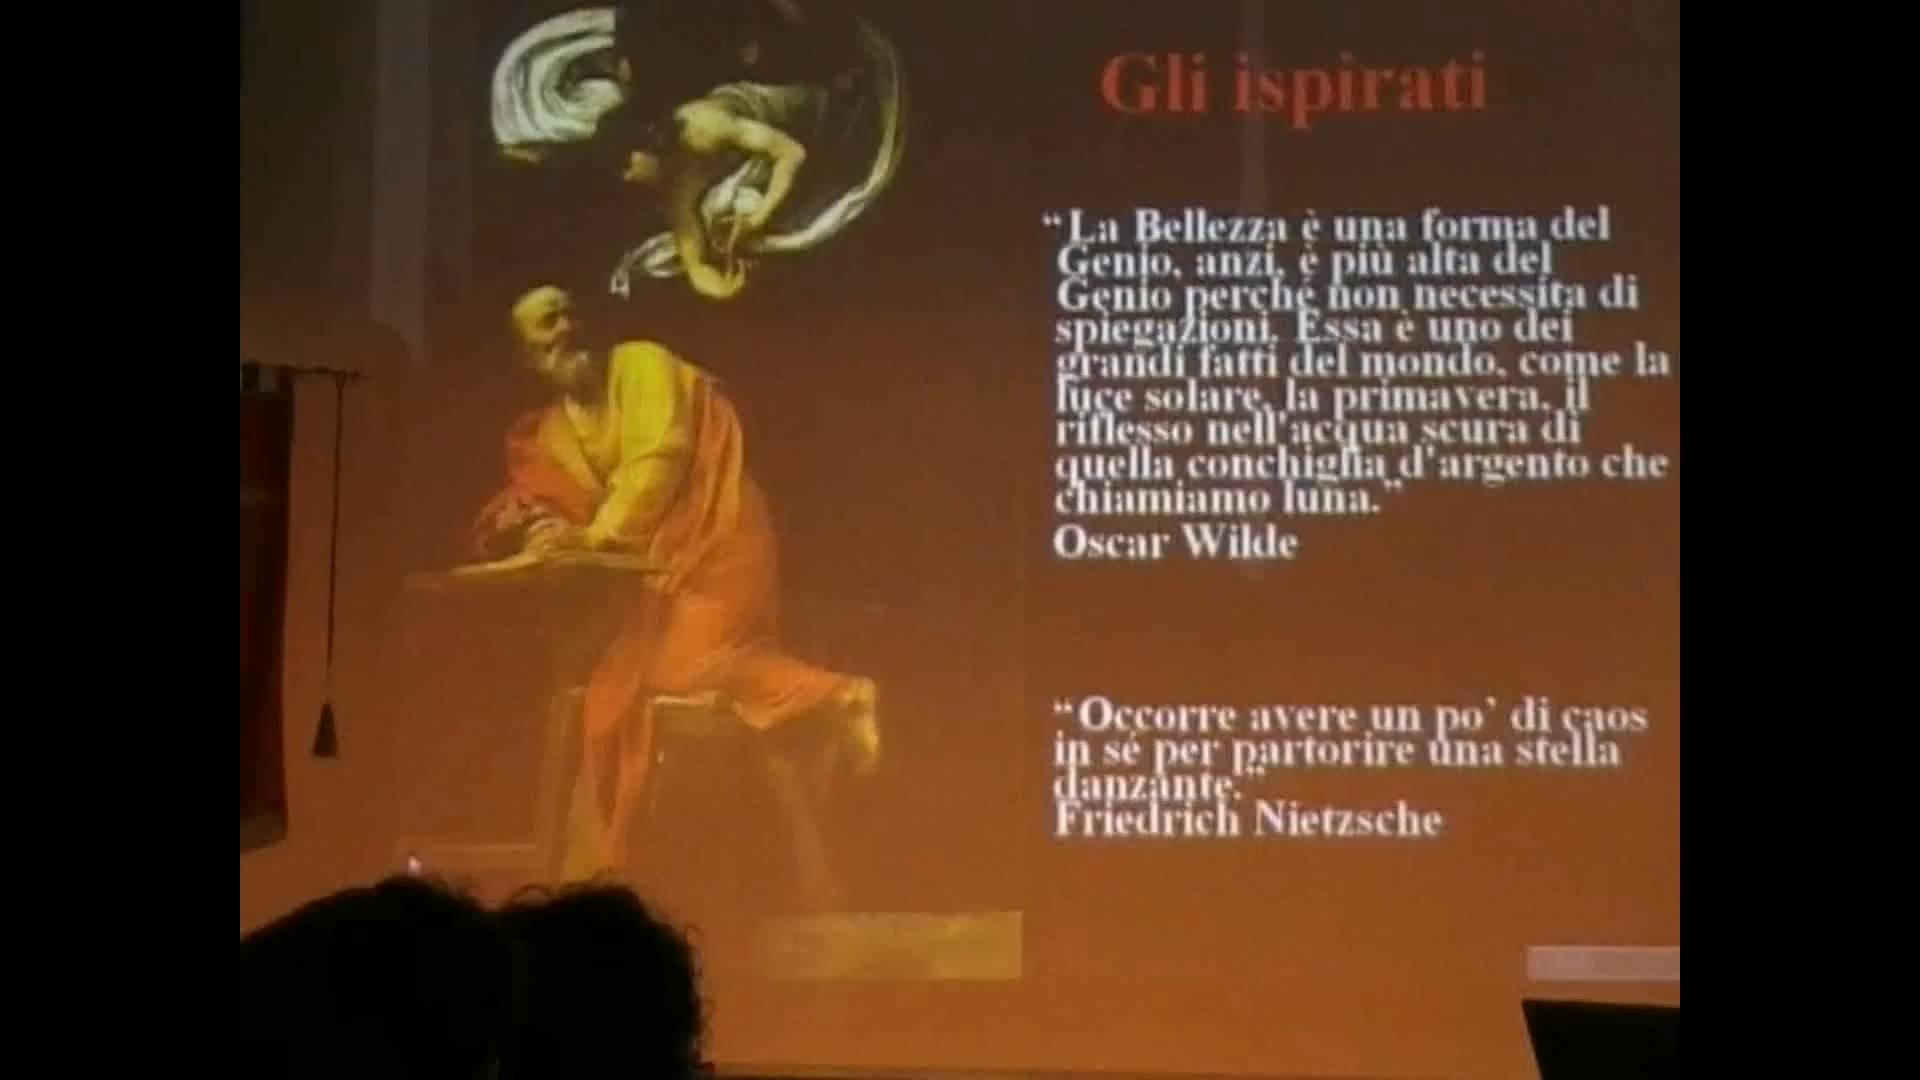 Gli ispirati
“La Bellezza è una forma del
Genio, anzi, è più alta del
Genio perché non necessita di
spiegazioni. Essa è uno dei
grandi fatti del mondo, come la
luce solare, la primavera, il
riflesso nell'acqua scura di
quella conchiglia d'argento che
chiamiamo luna.”
Oscar Wilde
“Occorre avere un po’ di caos
in sé per partorire una stella
danzante.”
Friedrich Nietzsche